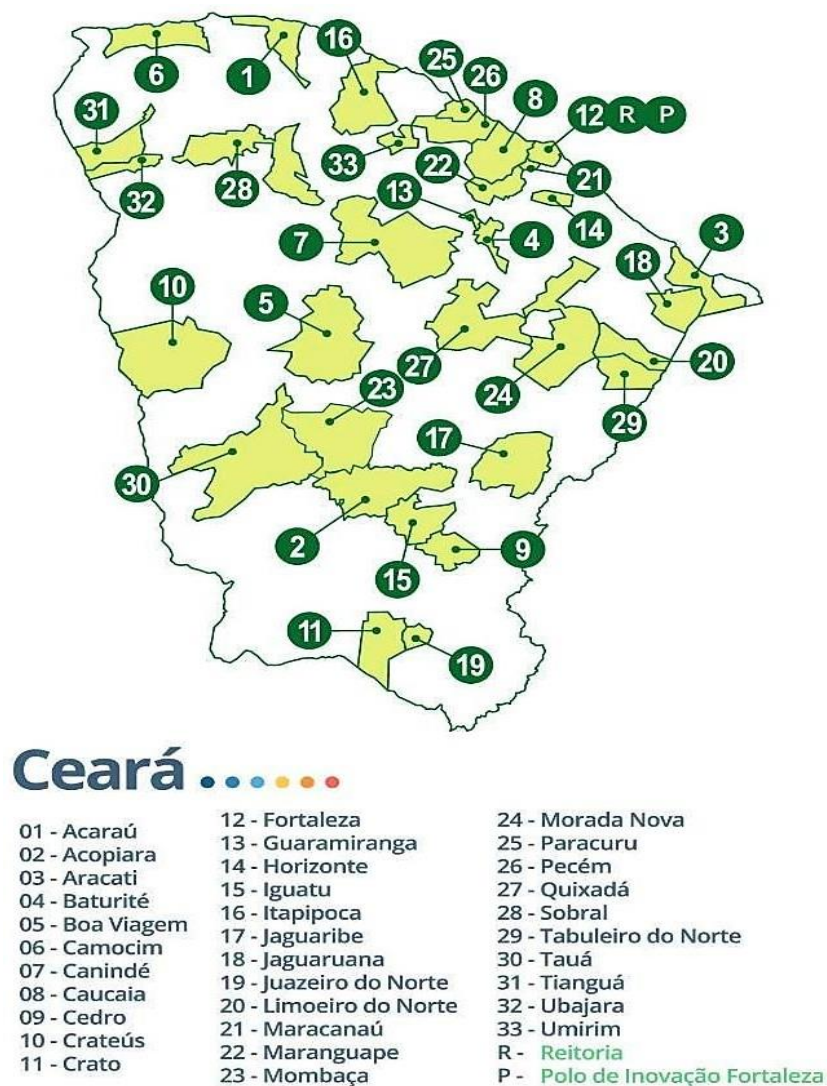 16
25
26
6
1
8
12 R P
31
33
22
21
32
28
13
14
7
4
3
18
10
5
27
23
20
24
29
17
30
2
9
15
11
19
Ceará
01 - Acaraú
02 - Acopiara
03 - Aracati
04 - Baturité
05 - Boa Viagem
06 - Camocim
07 - Canindé
08 - Caucaia
09 - Cedro
10 - Crateús
11 - Crato
12 - Fortaleza
13 - Guaramiranga
14 - Horizonte
15 - Iguatu
16 - Itapipoca
17 - Jaguaribe
18 - Jaguaruana
19 - Juazeiro do Norte
20 - Limoeiro do Norte
21 - Maracanaú
22 - Maranguape
23 - Mombaça
24 - Morada Nova
25 - Paracuru
26 - Pecém
27 - Quixadá
28 - Sobral
29 - Tabuleiro do Norte
30 - Tauá
31 - Tianguá
32 - Ubajara
33 - Umirim
R - Reitoria
P - Polo de Inovação Fortaleza